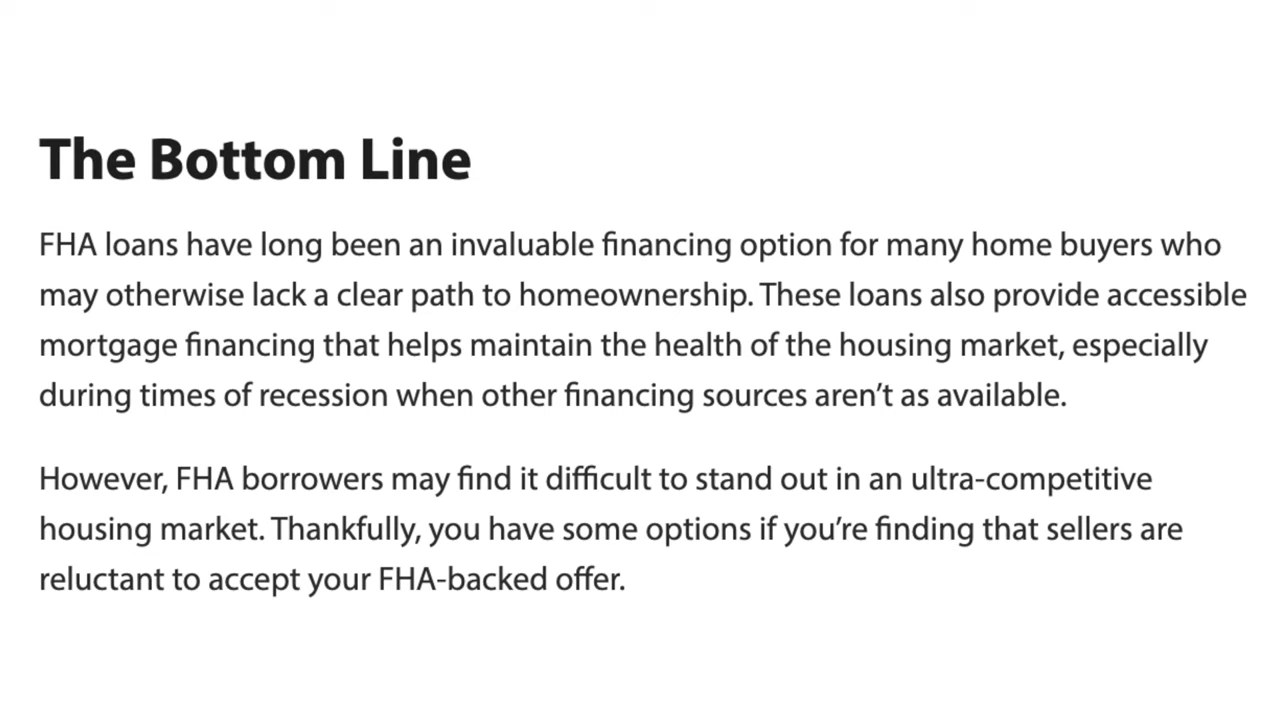 The Bottom Line
FHA loans have long been an invaluable financing option for many home buyers who
may otherwise lack a clear path to homeownership. These loans also provide accessible
mortgage financing that helps maintain the health of the housing market, especially
during times of recession when other financing sources aren’t as available.
However, FHA borrowers may find it difficult to stand out in an ultra-competitive
housing market. Thankfully, you have some options if you’re finding that sellers are
reluctant to accept your FHA-backed offer.